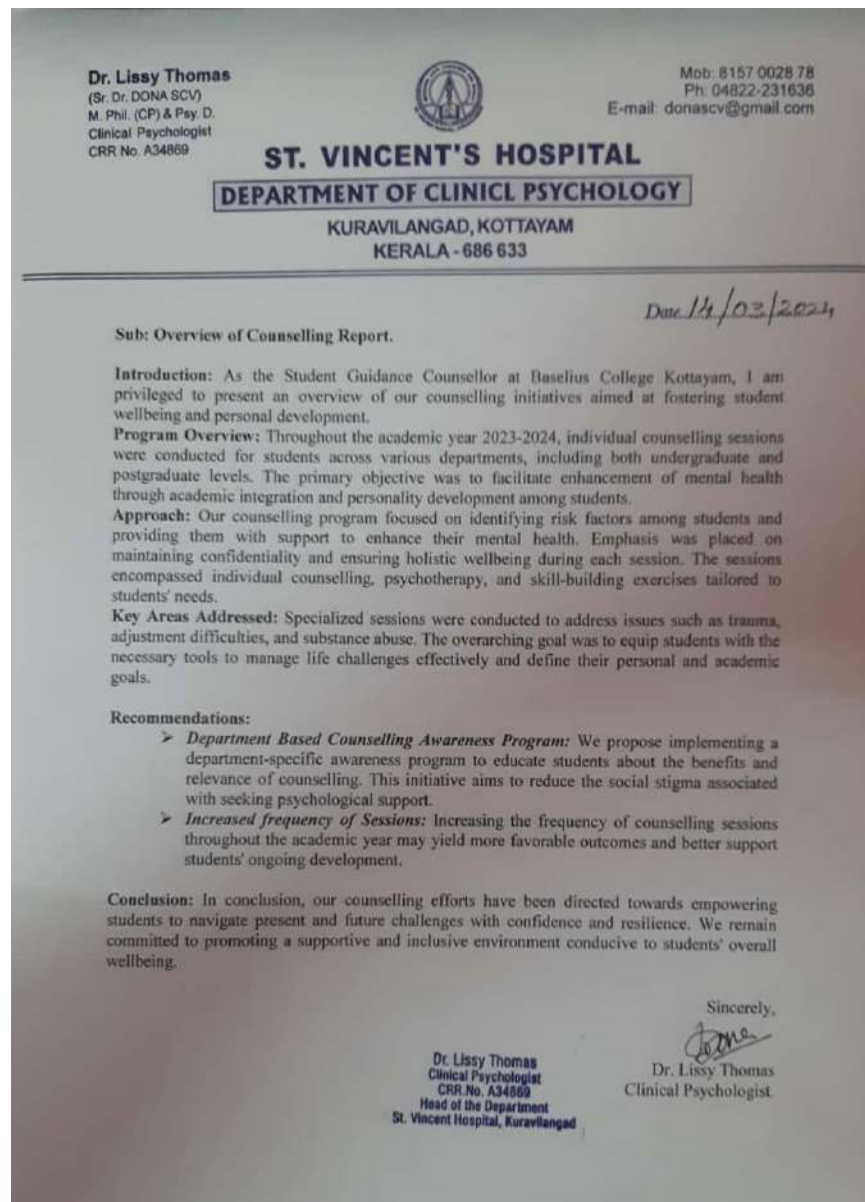 Dr. Lissy Thomas
(Sr. Dr. DONA SCV)
M. Phil. (CP) & Psy. D.
Clinical Psychologist
CRR No. A34869
Mob: 8157 0028 78
Ph: 04822-231636
E-mail: donascv@gmail.com
ST. VINCENT'S HOSPITAL
DEPARTMENT OF CLINICL PSYCHOLOGY
KURAVILANGAD, KOTTAYAM
KERALA - 686 633
Date 14/03/2024
Sub: Overview of Counselling Report.
Introduction: As the Student Guidance Counsellor at Baselius College Kottayam, I am
privileged to present an overview of our counselling initiatives aimed at fostering student
wellbeing and personal development.
Program Overview: Throughout the academic year 2023-2024, individual counselling sessions
were conducted for students across various departments, including both undergraduate and
postgraduate levels. The primary objective was to facilitate enhancement of mental health
through academic integration and personality development among students.
Approach: Our counselling program focused on identifying risk factors among students and
providing them with support to enhance their mental health. Emphasis was placed on
maintaining confidentiality and ensuring holistic wellbeing during each session. The sessions
encompassed individual counselling, psychotherapy, and skill-building exercises tailored to
students' needs.
Key Areas Addressed: Specialized sessions were conducted to address issues such as trauma,
adjustment difficulties, and substance abuse. The overarching goal was to equip students with the
necessary tools to manage life challenges effectively and define their personal and academic
goals.
Recommendations:
➢ Department Based Counselling Awareness Program: We propose implementing a
department-specific awareness program to educate students about the benefits and
relevance of counselling. This initiative aims to reduce the social stigma associated
with seeking psychological support.
➢ Increased frequency of Sessions: Increasing the frequency of counselling sessions
throughout the academic year may yield more favorable outcomes and better support
students' ongoing development.
Conclusion: In conclusion, our counselling efforts have been directed towards empowering
students to navigate present and future challenges with confidence and resilience. We remain
committed to promoting a supportive and inclusive environment conducive to students' overall
wellbeing.
Sincerely,
Dona
Dr. Lissy Thomas
Clinical Psychologist
Dr. Lissy Thomas
Clinical Psychologist
CRR No. A34869
Head of the Department
St. Vincent Hospital, Kuravilangad